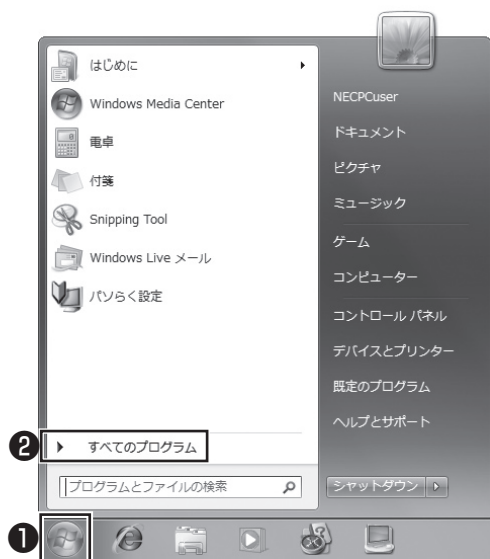 はじめに
Windows Media Center
電卓
付箋
Snipping Tool
Windows Live メール
パソらく設定
❷
すべてのプログラム
プログラムとファイルの検索
NECPCuser
ドキュメント
ピクチャ
ミュージック
ゲーム
コンピューター
コントロール パネル
デバイスとプリンター
既定のプログラム
ヘルプとサポート
シャットダウン
❶